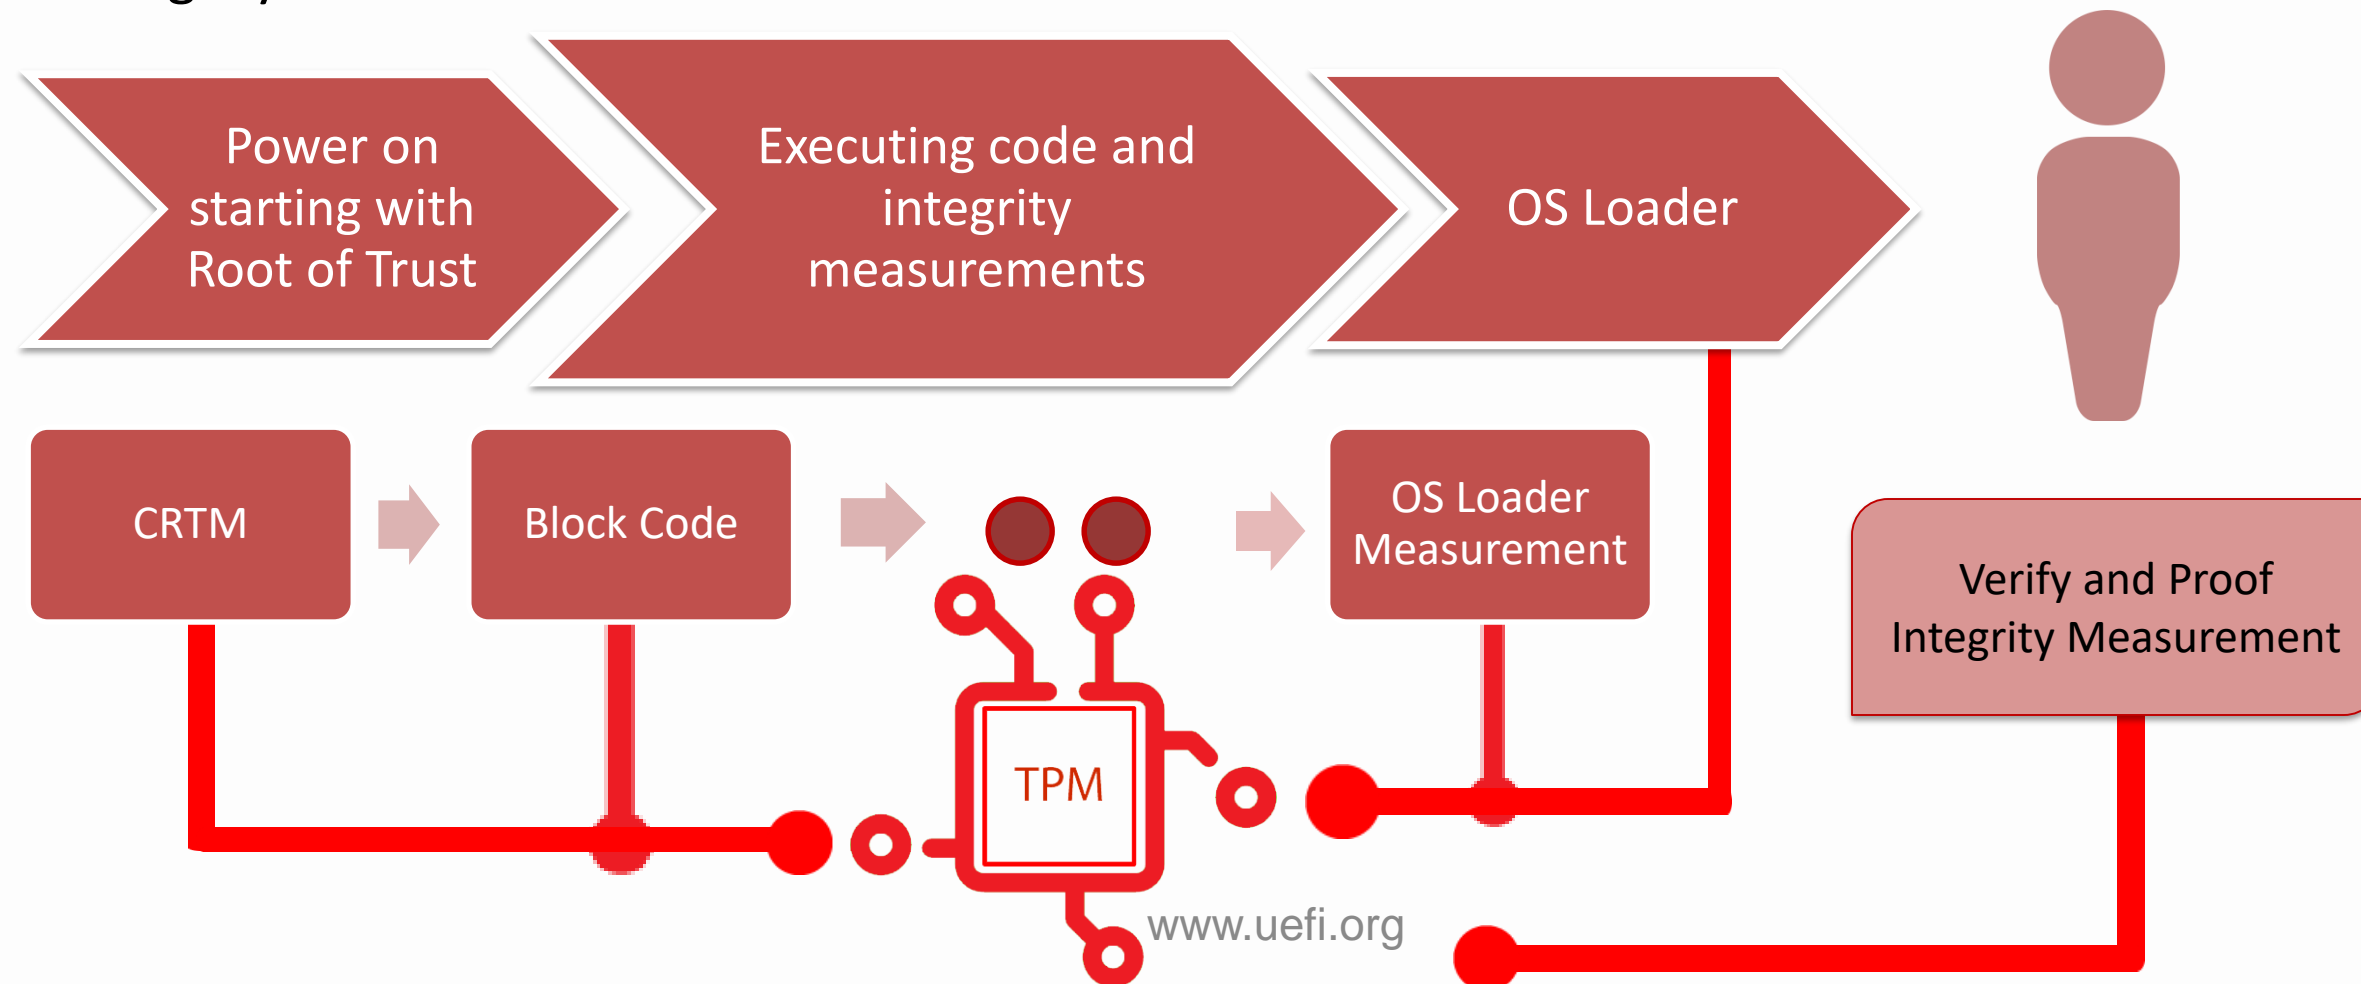 Power on
starting with
Root of Trust
Executing code and
integrity
measurements
OS Loader
CRTM
Block Code
OS Loader
Measurement
Verify and Proof
Integrity Measurement
TPM
www.uefi.org